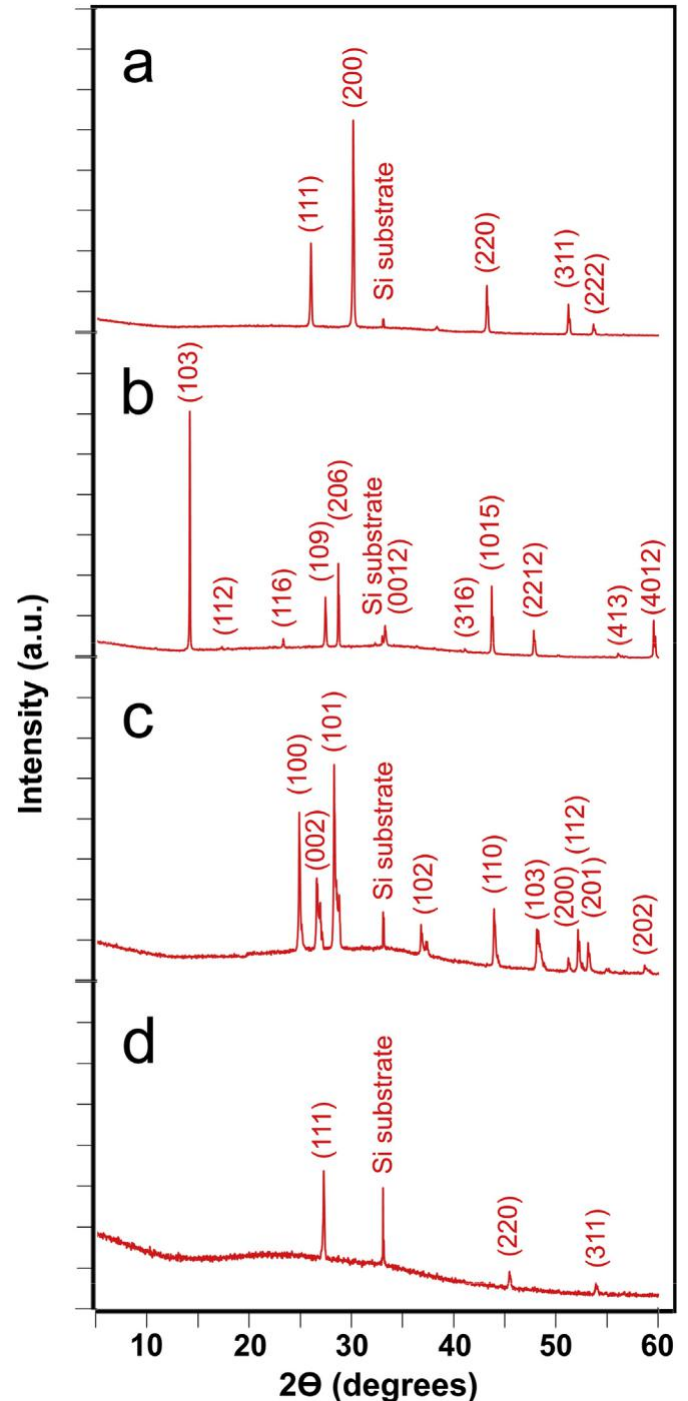 a
(111)
(200)
Si substrate
(220)
(311)
(222)
b
(103)
(112)
(116)
(109)
(206)
Si substrate
(0012)
(316)
(1015)
(2212)
(413)
(4012)
c
(100)
(002)
(101)
Si substrate
(102)
(110)
(103)
(200)
(112)
(201)
(202)
d
(111)
Si substrate
(220)
(311)
Intensity (a.u.)
10 20 30 40 50 60
2Θ (degrees)